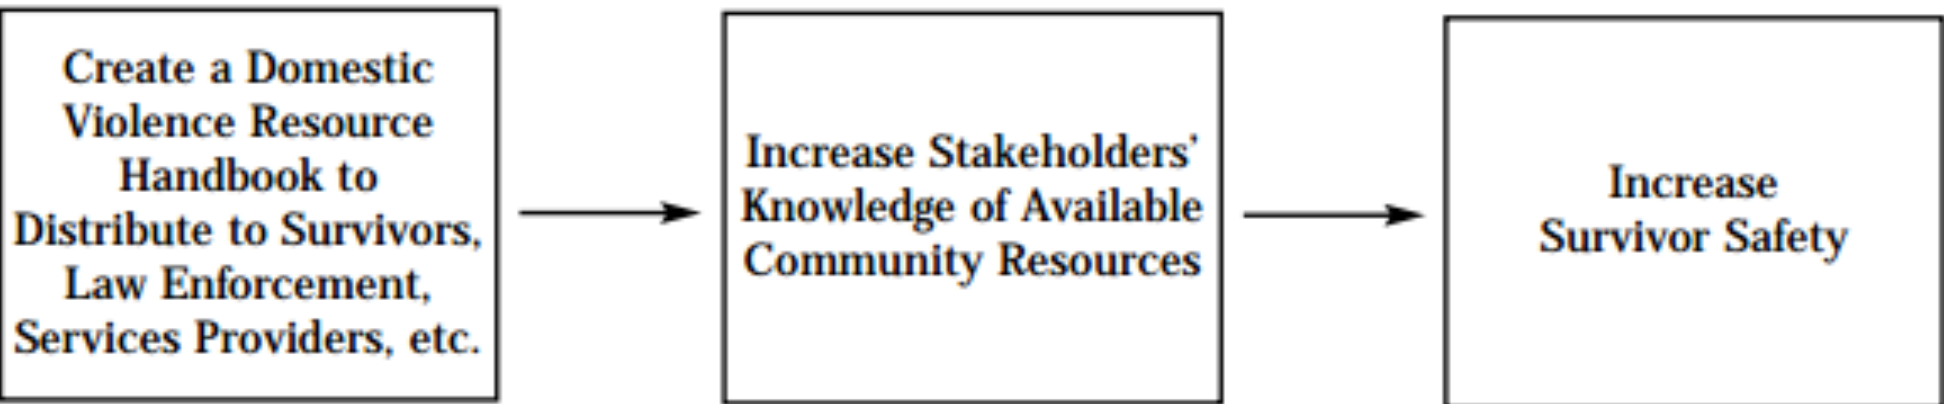 Create a Domestic
Violence Resource
Handbook to
Distribute to Survivors,
Law Enforcement,
Services Providers, etc.
Increase Stakeholders’
Knowledge of Available
Community Resources
Increase
Survivor Safety